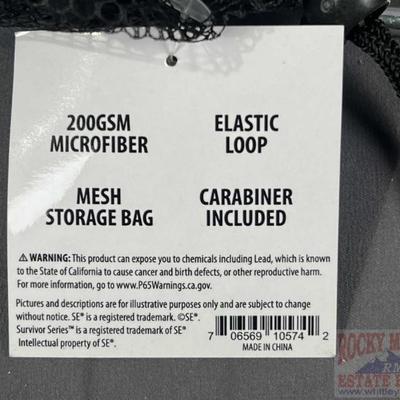 200GSM
MICROFIBER
ELASTIC
LOOP
MESH
STORAGE BAG
CARABINER
INCLUDED
⚠ WARNING: This product can expose you to chemicals including Lead, which is known
to the State of California to cause cancer and birth defects, or other reproductive harm.
For more information, go to www.P65Warnings.ca.gov.
Pictures and descriptions are for illustrative purposes only and are subject to change
without notice. SE® is a registered trademark. ©SE®.
Survivor Series™ is a registered trademark of SE®
Intellectual property of SE®.
7 06569 10574 2
MADE IN CHINA
ROCKY M
RM
ESTATE